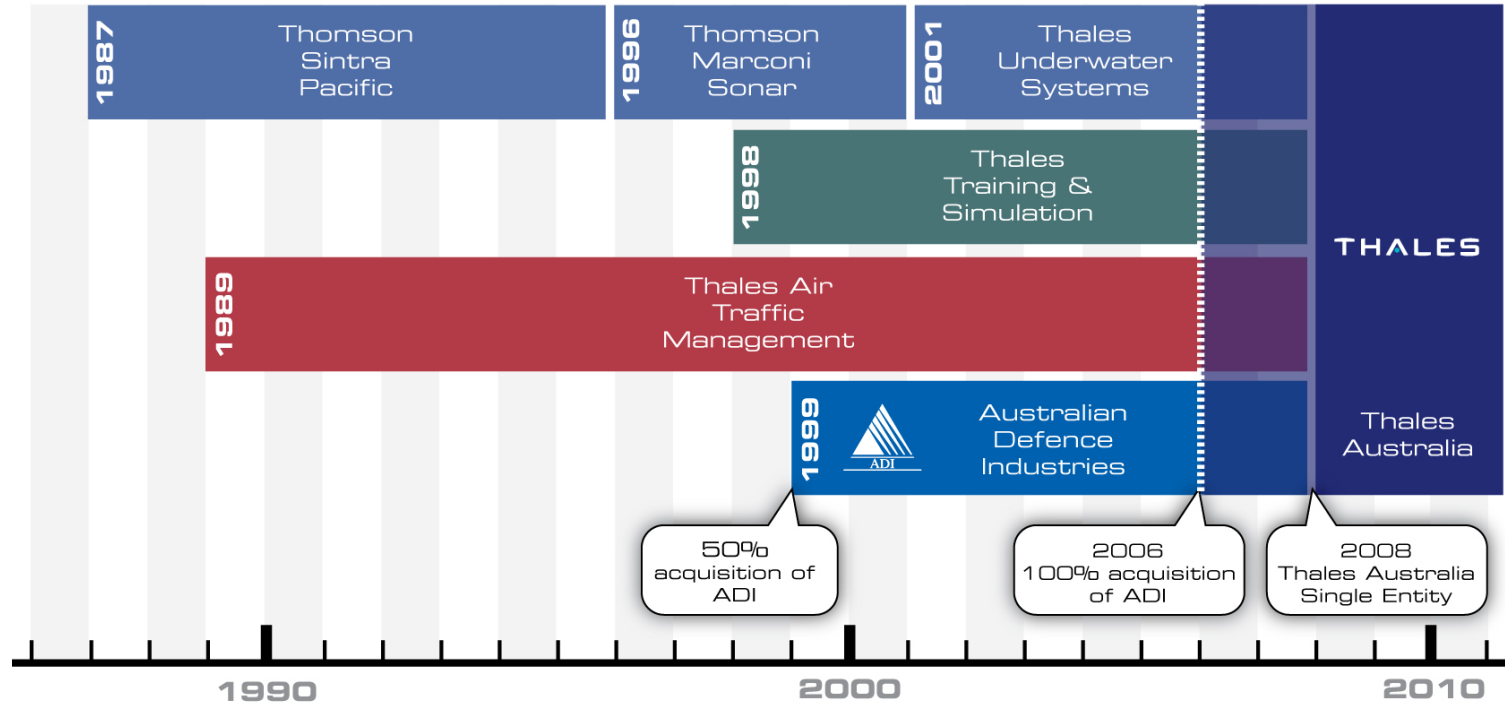 1987
Thomson
Sintra
Pacific
1996
Thomson
Marconi
Sonar
2001
Thales
Underwater
Systems
1998
Thales
Training &
Simulation
THALES
1989
Thales Air
Traffic
Management
1999
ADI
Australian
Defence
Industries
Thales
Australia
50%
acquisition of
ADI
2006
100% acquisition
of ADI
2008
Thales Australia
Single Entity
1990
2000
2010